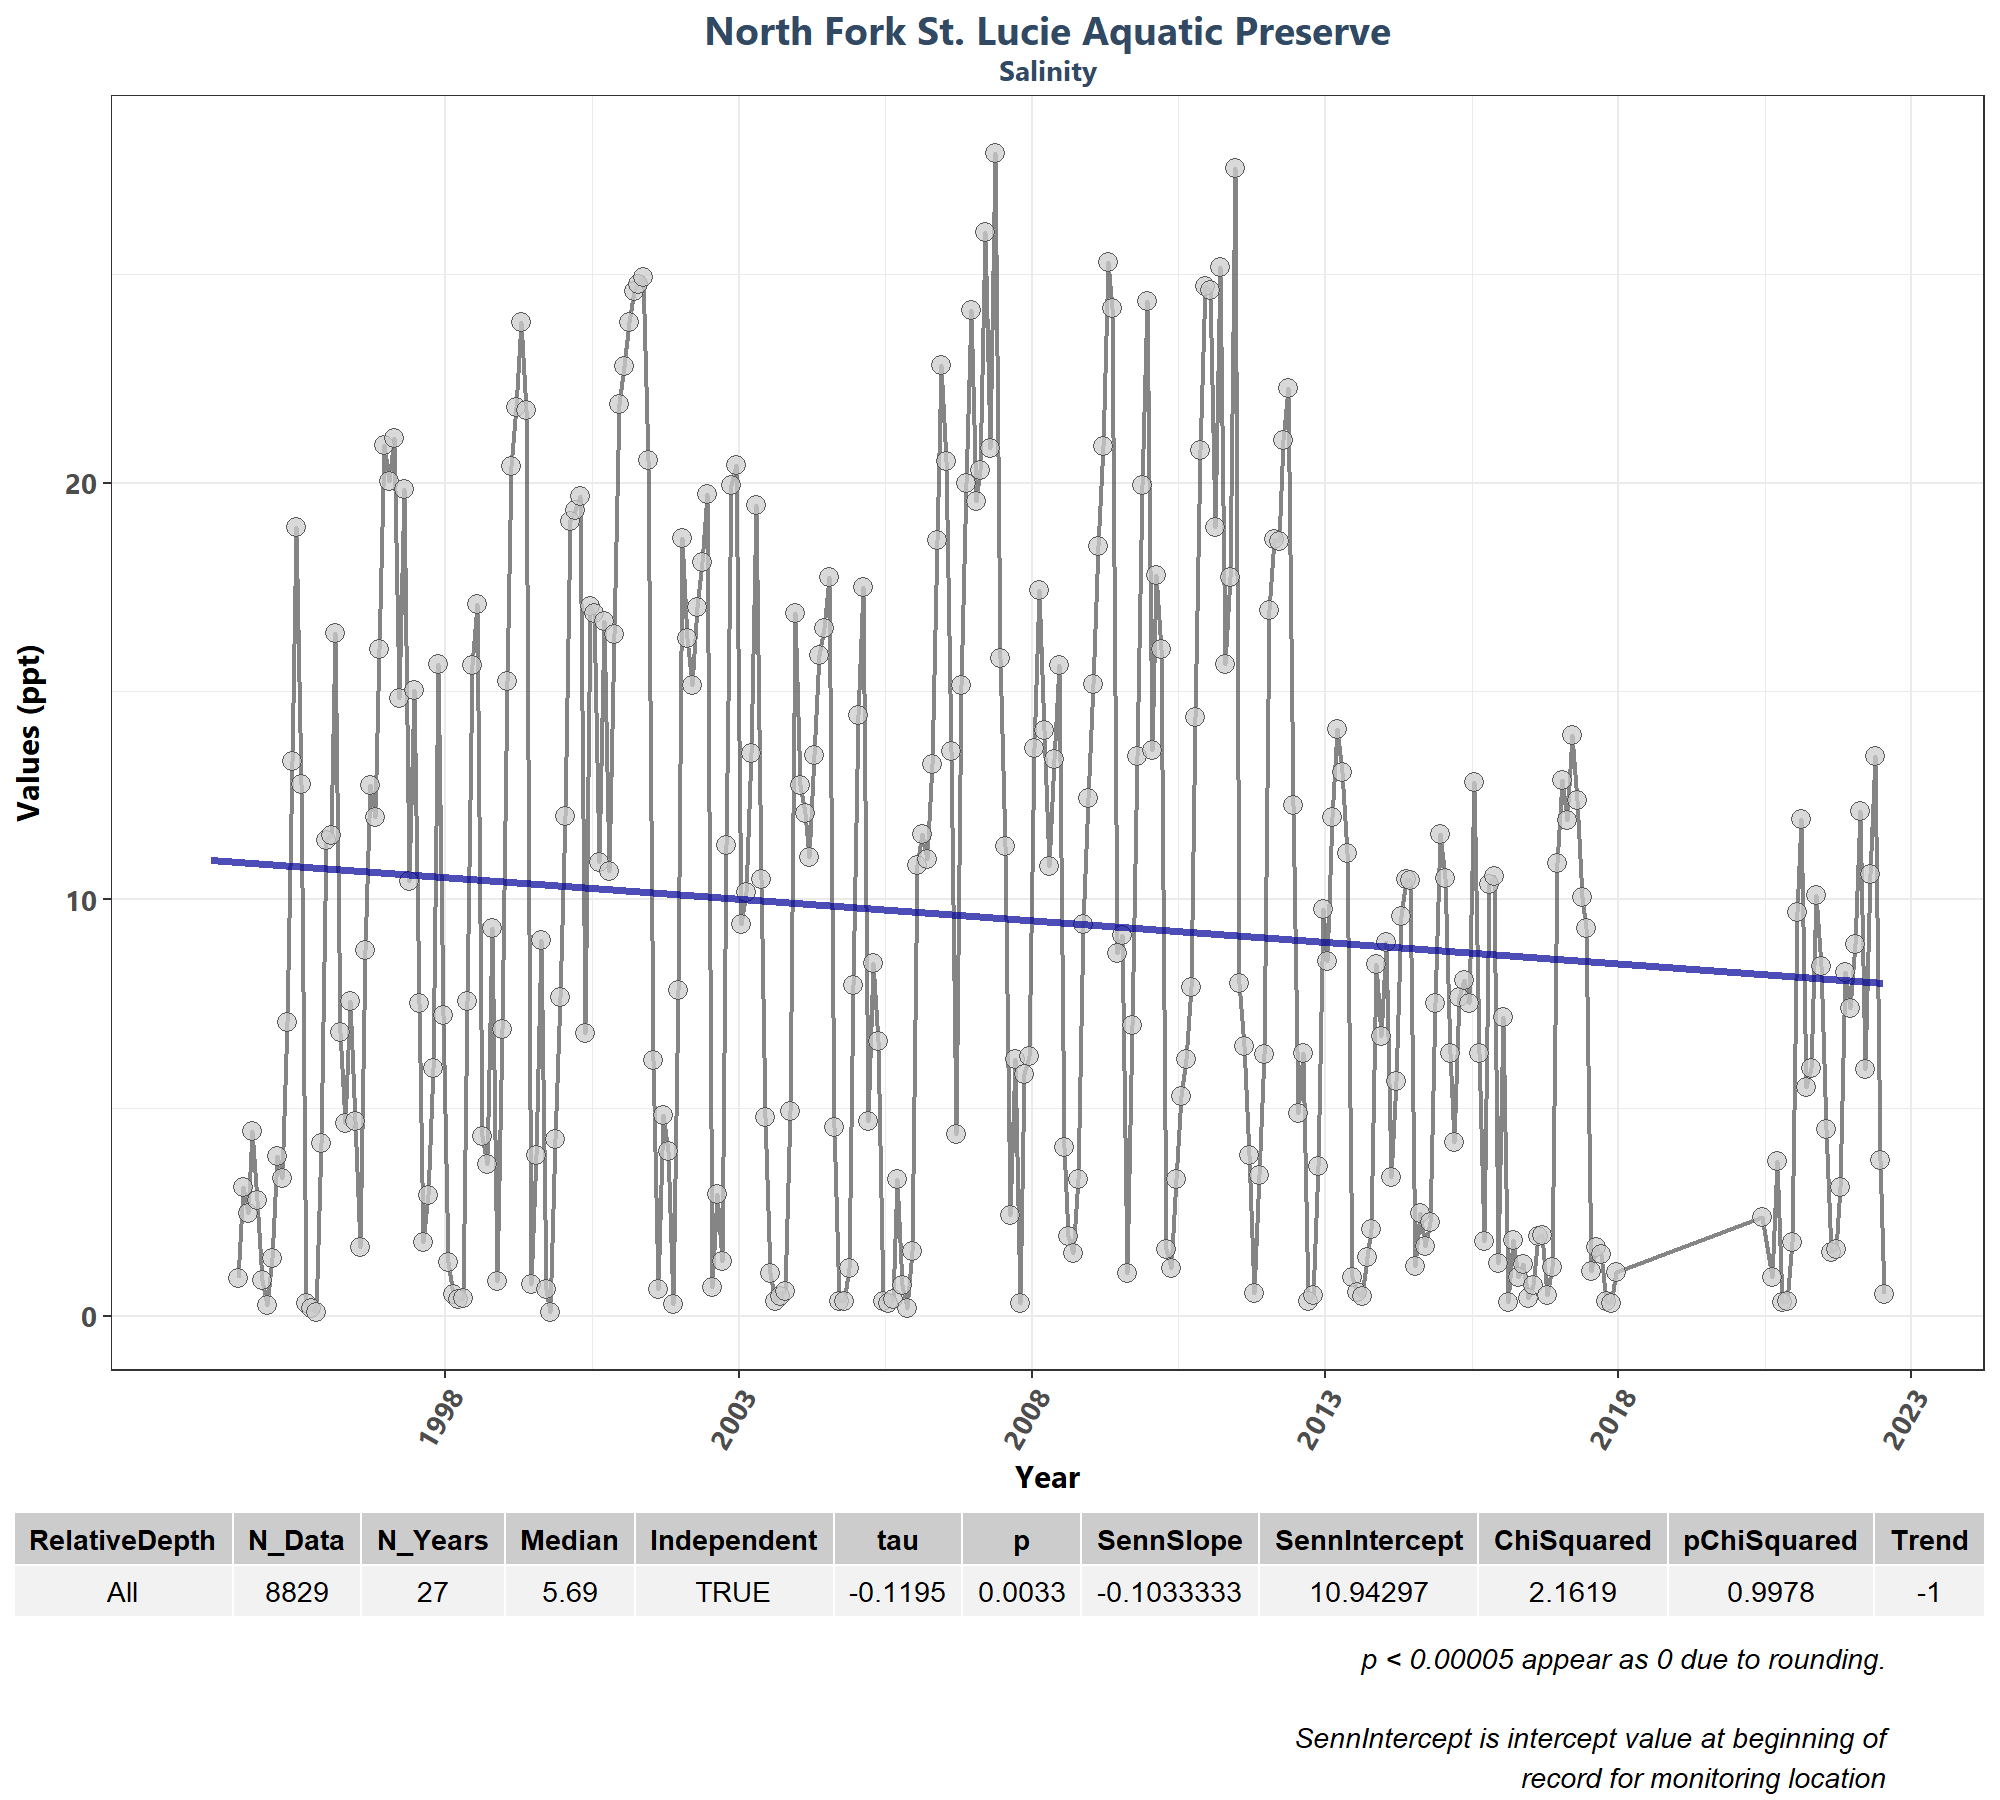 North Fork St. Lucie Aquatic Preserve
Salinity
Values (ppt)
20
10
0
1998
2003
2008
2013
2018
2023
Year
RelativeDepth N_Data N_Years Median Independent tau p SennSlope SennIntercept ChiSquared pChiSquared Trend
All 8829 27 5.69 TRUE -0.1195 0.0033 -0.1033333 10.94297 2.1619 0.9978 -1
p < 0.00005 appear as 0 due to rounding.
SennIntercept is intercept value at beginning of
record for monitoring location